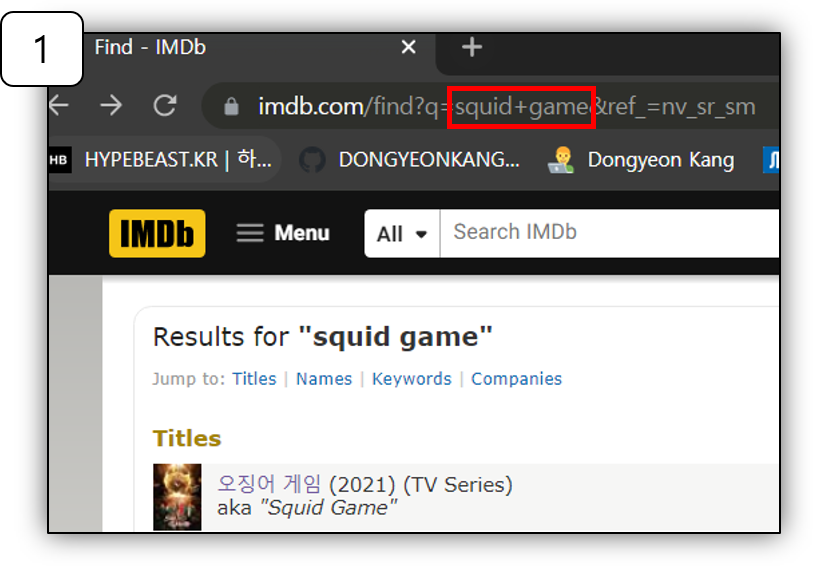 1
Find - IMDb
imdb.com/find?q=squid+game&ref_=nv_sr_sm
HB HYPEBEAST.KR | 하... DONGYEONKANG... Dongyeon Kang
IMDb Menu All Search IMDb
Results for "squid game"
Jump to: Titles | Names | Keywords | Companies
Titles
오징어 게임 (2021) (TV Series)
aka "Squid Game"